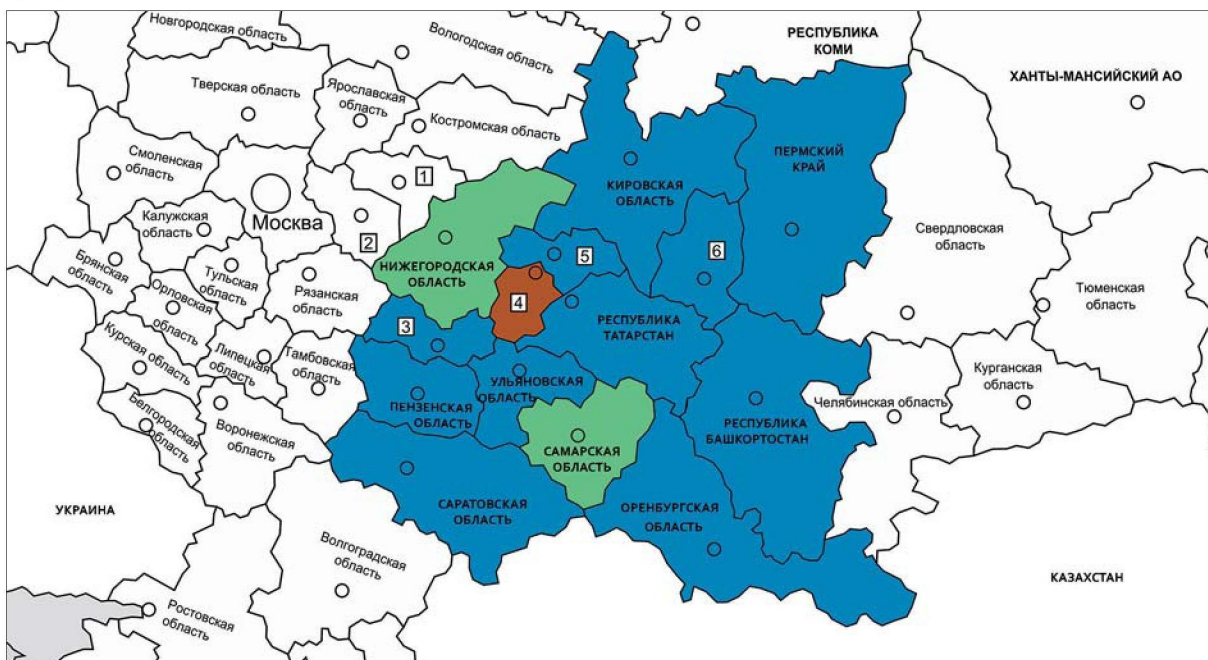 Новгородская область
Вологодская
область
РЕСПУБЛИКА
КОМИ
ХАНТЫ-МАНСИЙСКИЙ АО
Тверская область
Ярославская
область
Костромская область
Смоленская
область
1
КИРОВСКАЯ
ОБЛАСТЬ
ПЕРМСКИЙ
КРАЙ
Москва
Калужская
область
2
5
6
Свердловская
область
Брянская
область
Тульская
область
Рязанская
область
НИЖЕГОРОДСКАЯ
ОБЛАСТЬ
Тюменская
область
Орловская
область
4
3
РЕСПУБЛИКА
ТАТАРСТАН
Курская
область
Липецкая
область
Тамбовская
область
УЛЬЯНОВСКАЯ
ОБЛАСТЬ
Курганская
область
Белгородская
область
Воронежская
область
ПЕНЗЕНСКАЯ
ОБЛАСТЬ
Челябинская область
РЕСПУБЛИКА
БАШКОРТОСТАН
САМАРСКАЯ
ОБЛАСТЬ
УКРАИНА
САРАТОВСКАЯ
ОБЛАСТЬ
ОРЕНБУРГСКАЯ
ОБЛАСТЬ
Волгоградская
область
КАЗАХСТАН
Ростовская
область